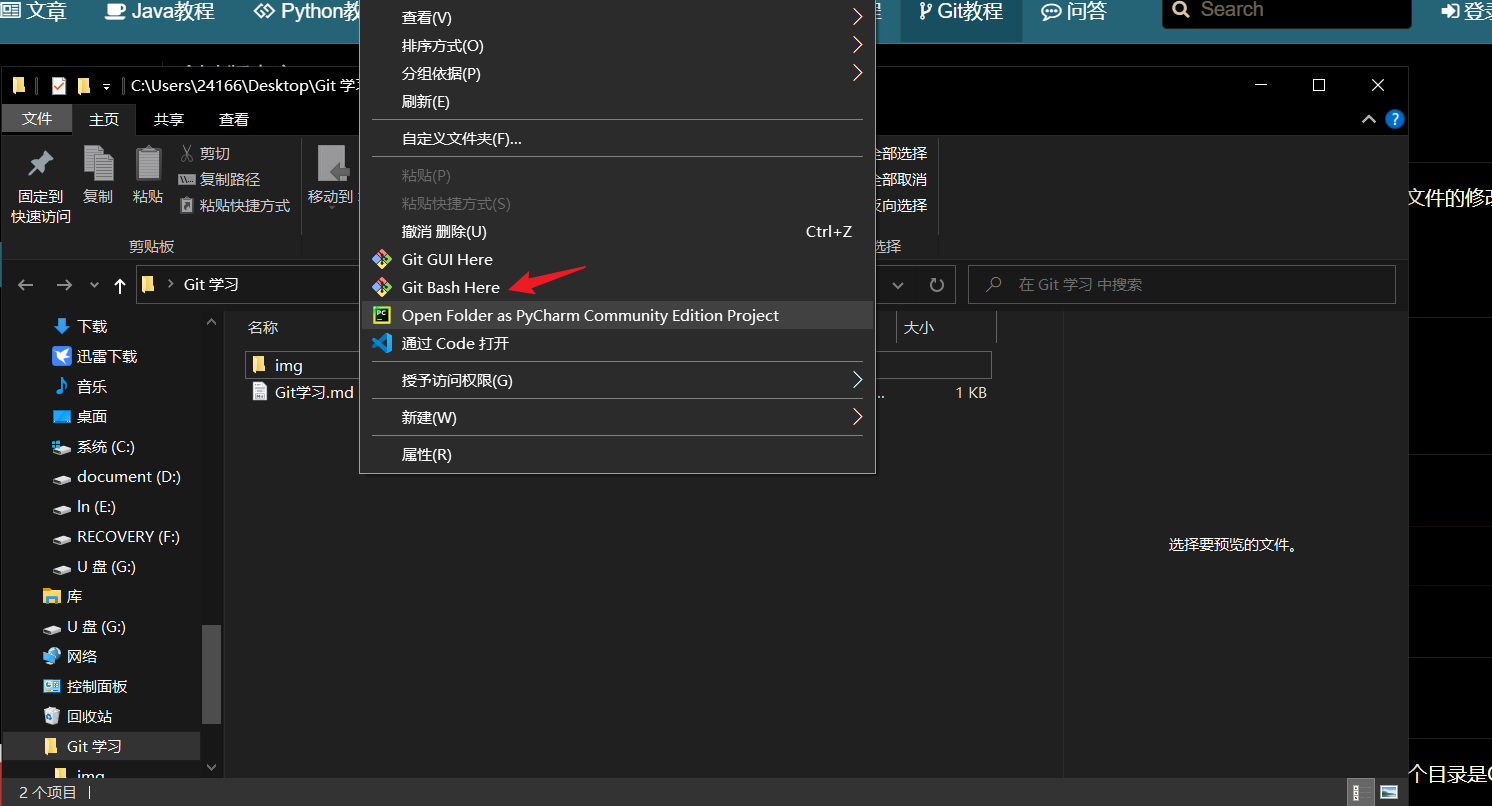 文章 Java教程 Python教 程 Git教程 问答 Search 登录
C:\Users\24166\Desktop\Git 学习
文件 主页 共享 查看
固定到
快速访问
复制
粘贴
剪切
复制路径
粘贴快捷方式
移动到
剪贴板
全部选择
全部取消
反向选择
选择
查看(V)
排序方式(O)
分组依据(P)
刷新(E)
自定义文件夹(F)...
粘贴(P)
粘贴快捷方式(S)
撤消 删除(U) Ctrl+Z
Git GUI Here
Git Bash Here
PC
Open Folder as PyCharm Community Edition Project
通过 Code 打开
授予访问权限(G)
新建(W)
属性(R)
Git 学习
在 Git 学习 中搜索
下载
迅雷下载
音乐
桌面
系统 (C:)
document (D:)
ln (E:)
RECOVERY (F:)
U 盘 (G:)
库
U 盘 (G:)
网络
控制面板
回收站
Git 学习
img
名称 大小
img
Git学习.md ... 1 KB
选择要预览的文件。
文件的修改
个目录是
2 个项目